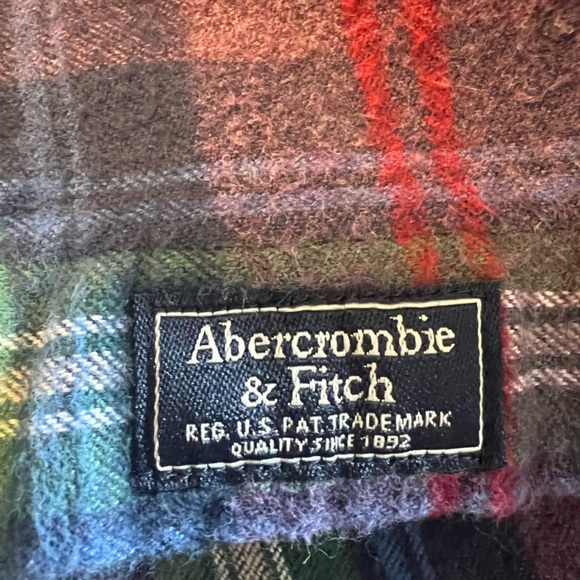 Abercrombie
& Fitch
REG. U.S. PAT. TRADEMARK
QUALITY SINCE 1892